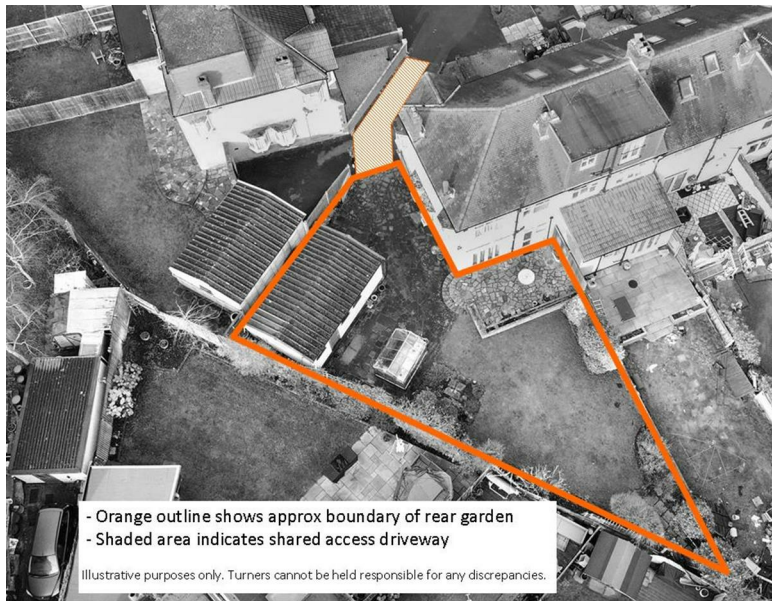 - Orange outline shows approx boundary of rear garden
- Shaded area indicates shared access driveway
Illustrative purposes only. Turners cannot be held responsible for any discrepancies.